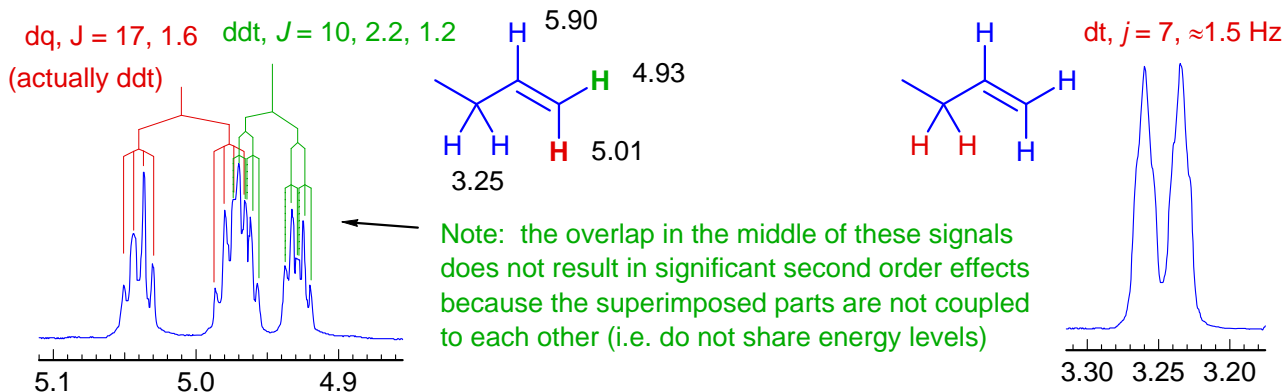 dq, J = 17, 1.6
(actually ddt)
ddt, J = 10, 2.2, 1.2
H 5.90
H 4.93
H H H 5.01
3.25
Note: the overlap in the middle of these signals
does not result in significant second order effects
because the superimposed parts are not coupled
to each other (i.e. do not share energy levels)
5.1 5.0 4.9
dt, j = 7, ≈1.5 Hz
H
H
H H H
3.30 3.25 3.20